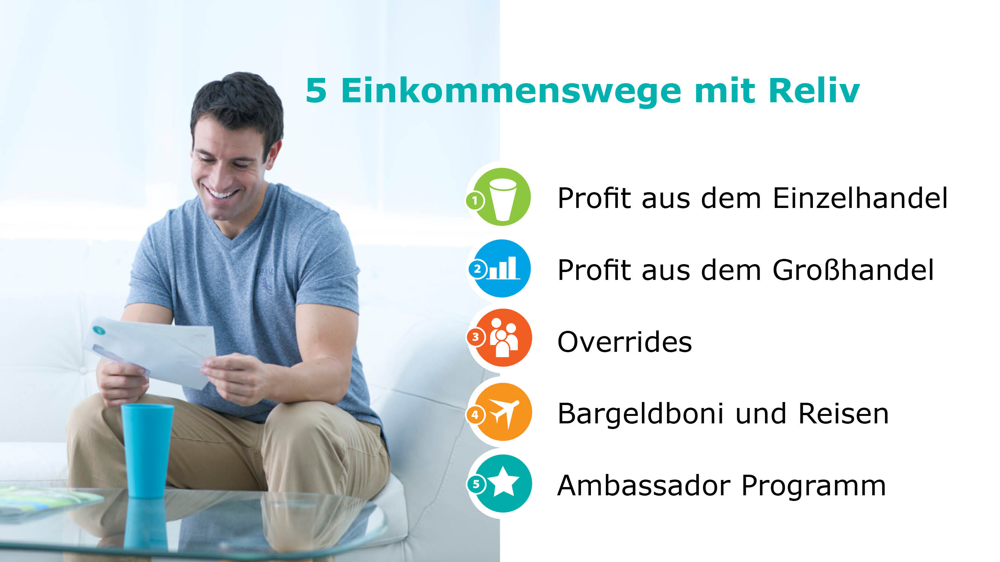 5 Einkommenswege mit Reliv
1
Profit aus dem Einzelhandel
2
Profit aus dem Großhandel
3
Overrides
4
Bargeldboni und Reisen
5
Ambassador Programm